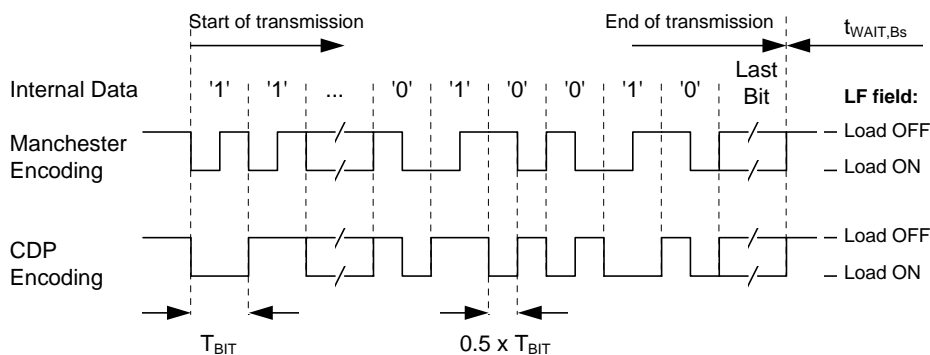 Start of transmission
End of transmission
tWAIT,Bs
Internal Data '1' '1' ... '0' '1' '0' '0' '1' '0' Last Bit
LF field:
Manchester Encoding
Load OFF
Load ON
CDP Encoding
Load OFF
Load ON
TBIT
0.5 x TBIT